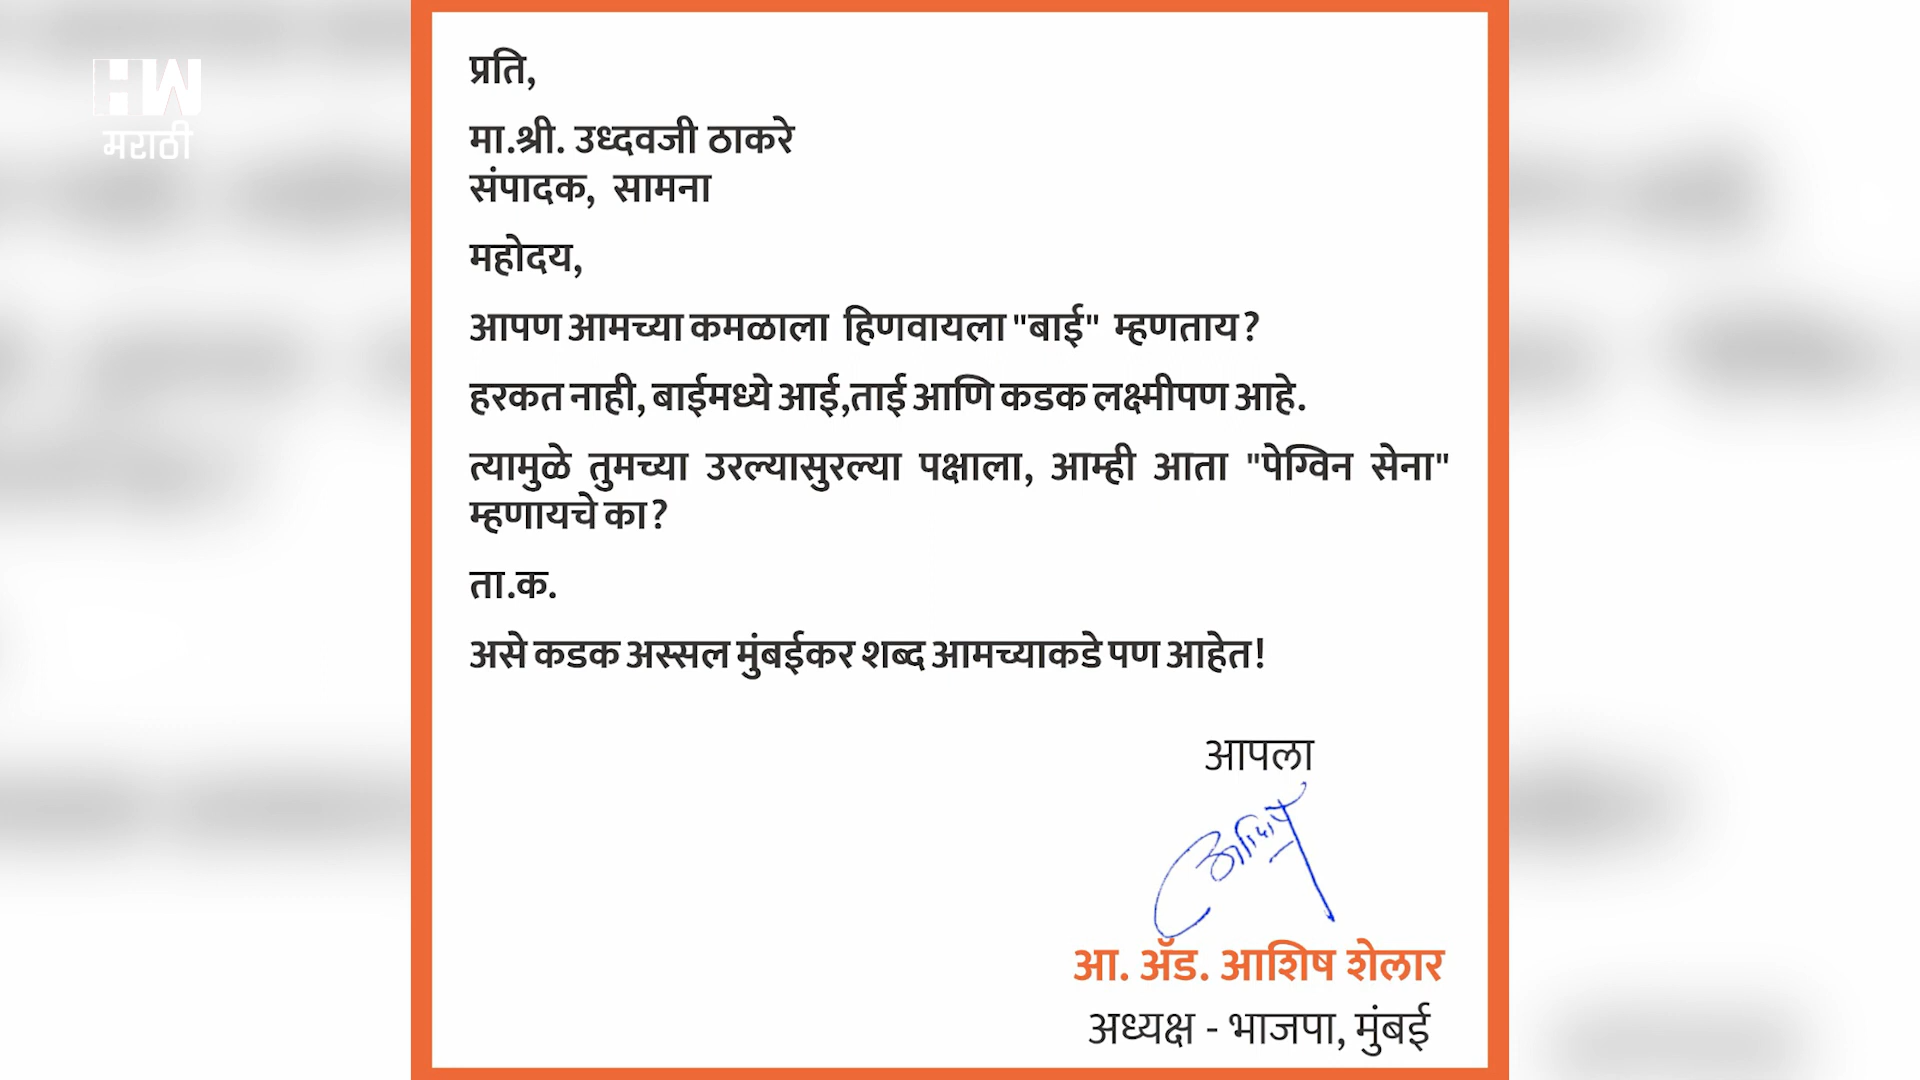 HW
मराठी
प्रति,
मा.श्री. उध्दवजी ठाकरे
संपादक, सामना
महोदय,
आपण आमच्या कमळाला हिणवायला "बाई" म्हणताय?
हरकत नाही, बाईमध्ये आई,ताई आणि कडक लक्ष्मीपण आहे.
त्यामुळे तुमच्या उरल्यासुरल्या पक्षाला, आम्ही आता "पेग्विन सेना"
म्हणायचे का?
ता.क.
असे कडक अस्सल मुंबईकर शब्द आमच्याकडे पण आहेत!
आपला
आ. ॲड. आशिष शेलार
अध्यक्ष - भाजपा, मुंबई